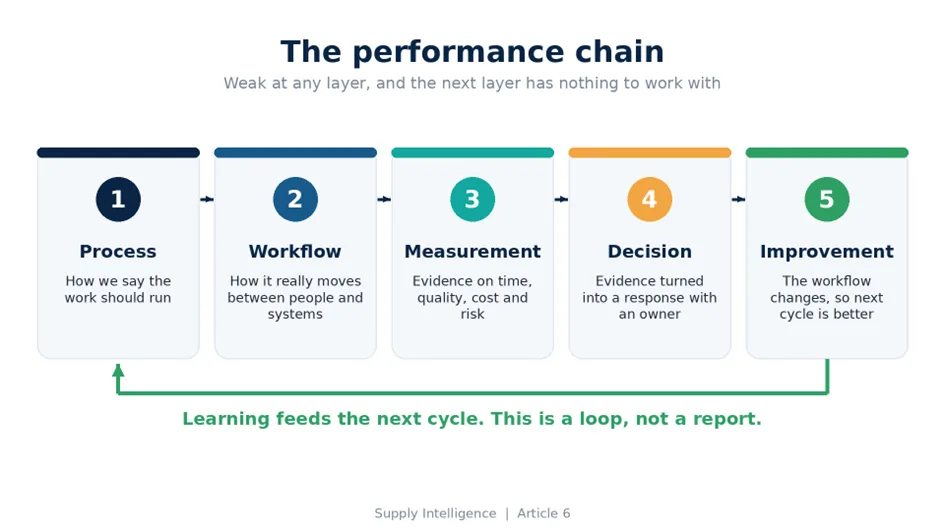 The performance chain
Weak at any layer, and the next layer has nothing to work with
1
Process
How we say the
work should run
2
Workflow
How it really moves
between people and
systems
3
Measurement
Evidence on time,
quality, cost and
risk
4
Decision
Evidence turned
into a response with
an owner
5
Improvement
The workflow
changes, so next
cycle is better
Learning feeds the next cycle. This is a loop, not a report.
Supply Intelligence | Article 6